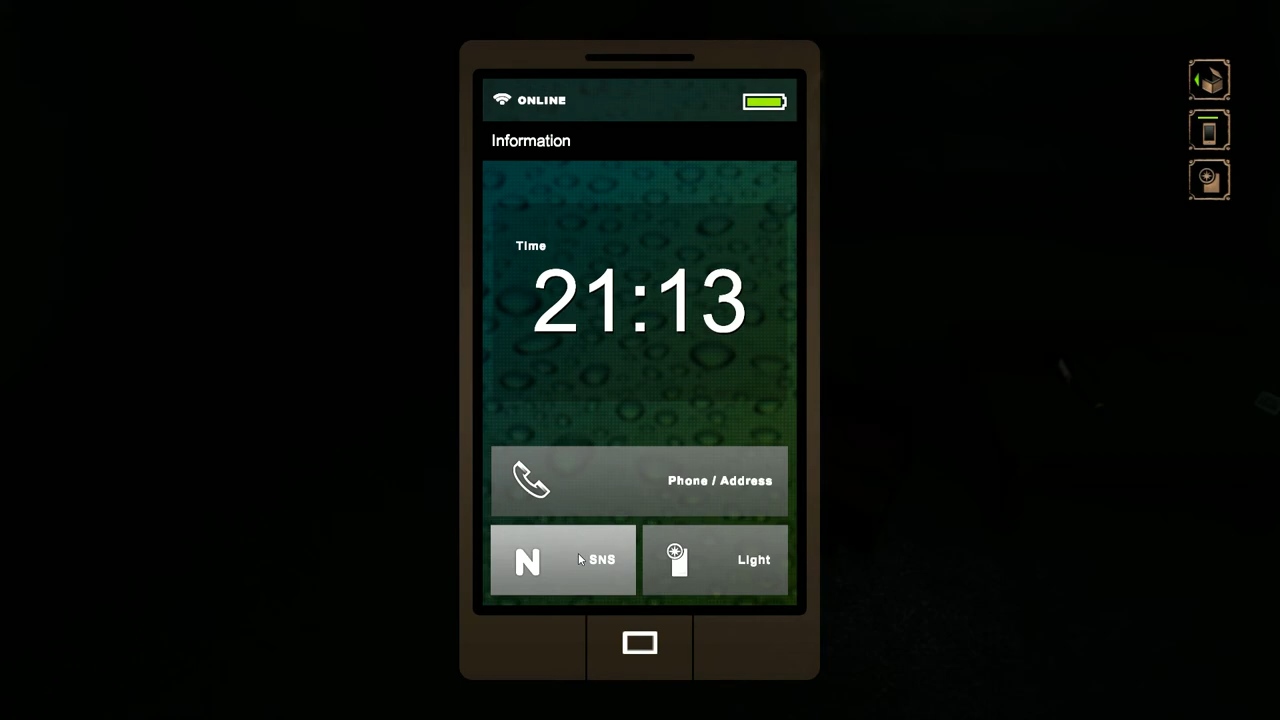 ONLINE
Information
Time
21:13
Phone / Address
N SNS
Light